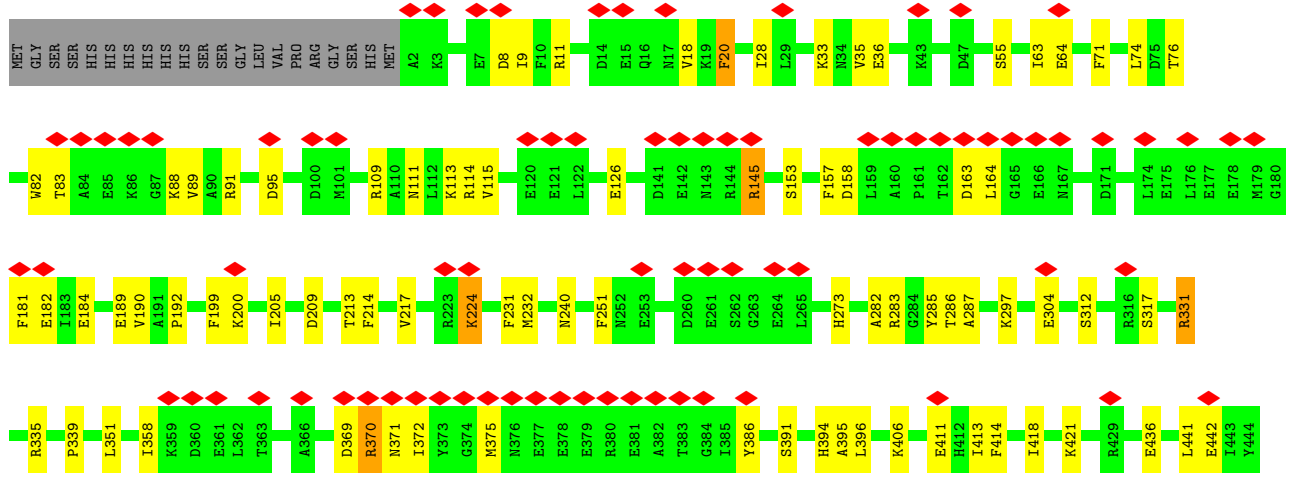 MET GLY SER SER HIS HIS HIS HIS HIS HIS SER SER GLY LEU VAL PRO ARG GLY SER HIS MET A2 K3 E7 D8 I9 F10 R11 D14 E15 Q16 N17 V18 K19 F20 I28 L29 K33 N34 V35 E36 K43 D47 S55 I63 E64 F71 L74 D75 T76
W82 T83 A84 E85 K86 G87 K88 V89 A90 R91 D95 D100 M101 R109 A110 N111 L112 K113 R114 V115 E120 E121 L122 E126 D141 E142 N143 R144 R145 S153 F157 D158 L159 A160 P161 T162 D163 L164 G165 E166 N167 D171 L174 E175 L176 E177 E178 M179 G180
F181 E182 I183 E184 E189 V190 A191 P192 F199 K200 I205 D209 T213 F214 V217 R223 K224 F231 M232 N240 F251 N252 E253 D260 E261 S262 G263 E264 L265 H273 A282 R283 G284 Y285 T286 A287 K297 E304 S312 R316 S317 R331
R335 P339 L351 I358 K359 D360 E361 L362 T363 A366 D369 R370 N371 I372 Y373 G374 M375 N376 E377 E378 E379 R380 E381 A382 T383 G384 I385 Y386 S391 H394 A395 L396 K406 E411 H412 I413 F414 I418 K421 R429 E436 L441 E442 I443 Y444